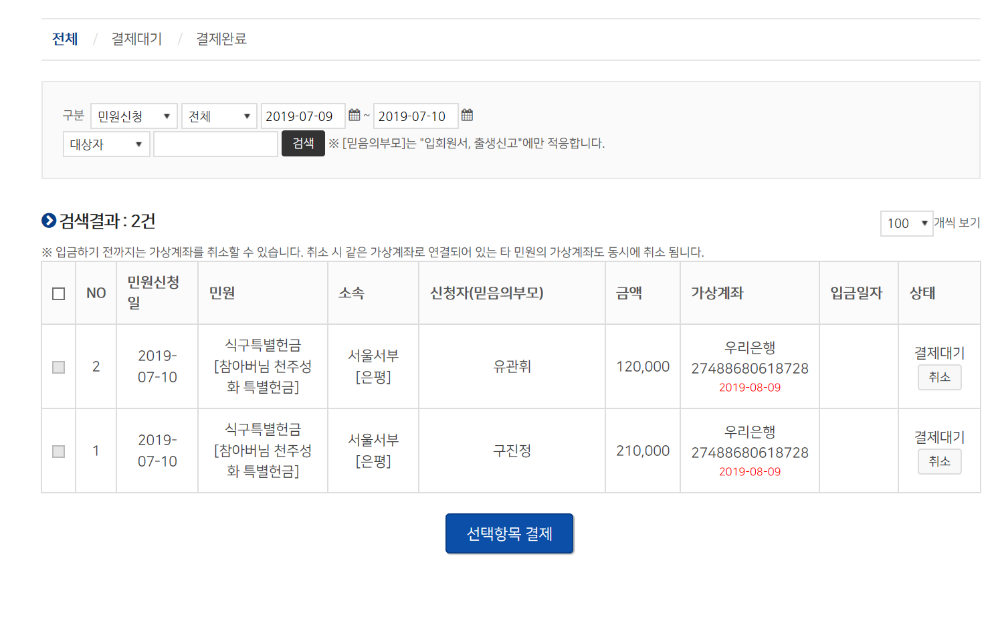 전체 / 결제대기 / 결제완료
구분 민원신청 전체 2019-07-09 ~ 2019-07-10
대상자 검색 ※ [믿음의부모]는 "입회원서, 출생신고"에만 적응합니다.
검색결과 : 2건
100 개씩 보기
※ 입금하기 전까지는 가상계좌를 취소할 수 있습니다. 취소 시 같은 가상계좌로 연결되어 있는 타 민원의 가상계좌도 동시에 취소 됩니다.
NO
민원신청
일
민원
소속
신청자(믿음의부모)
금액
가상계좌
입금일자
상태
2
2019-
07-10
식구특별헌금
[참아버님 천주성
화 특별헌금]
서울서부
[은평]
유관휘
120,000
우리은행
27488680618728
2019-08-09
결제대기
취소
1
2019-
07-10
식구특별헌금
[참아버님 천주성
화 특별헌금]
서울서부
[은평]
구진정
210,000
우리은행
27488680618728
2019-08-09
결제대기
취소
선택항목 결제